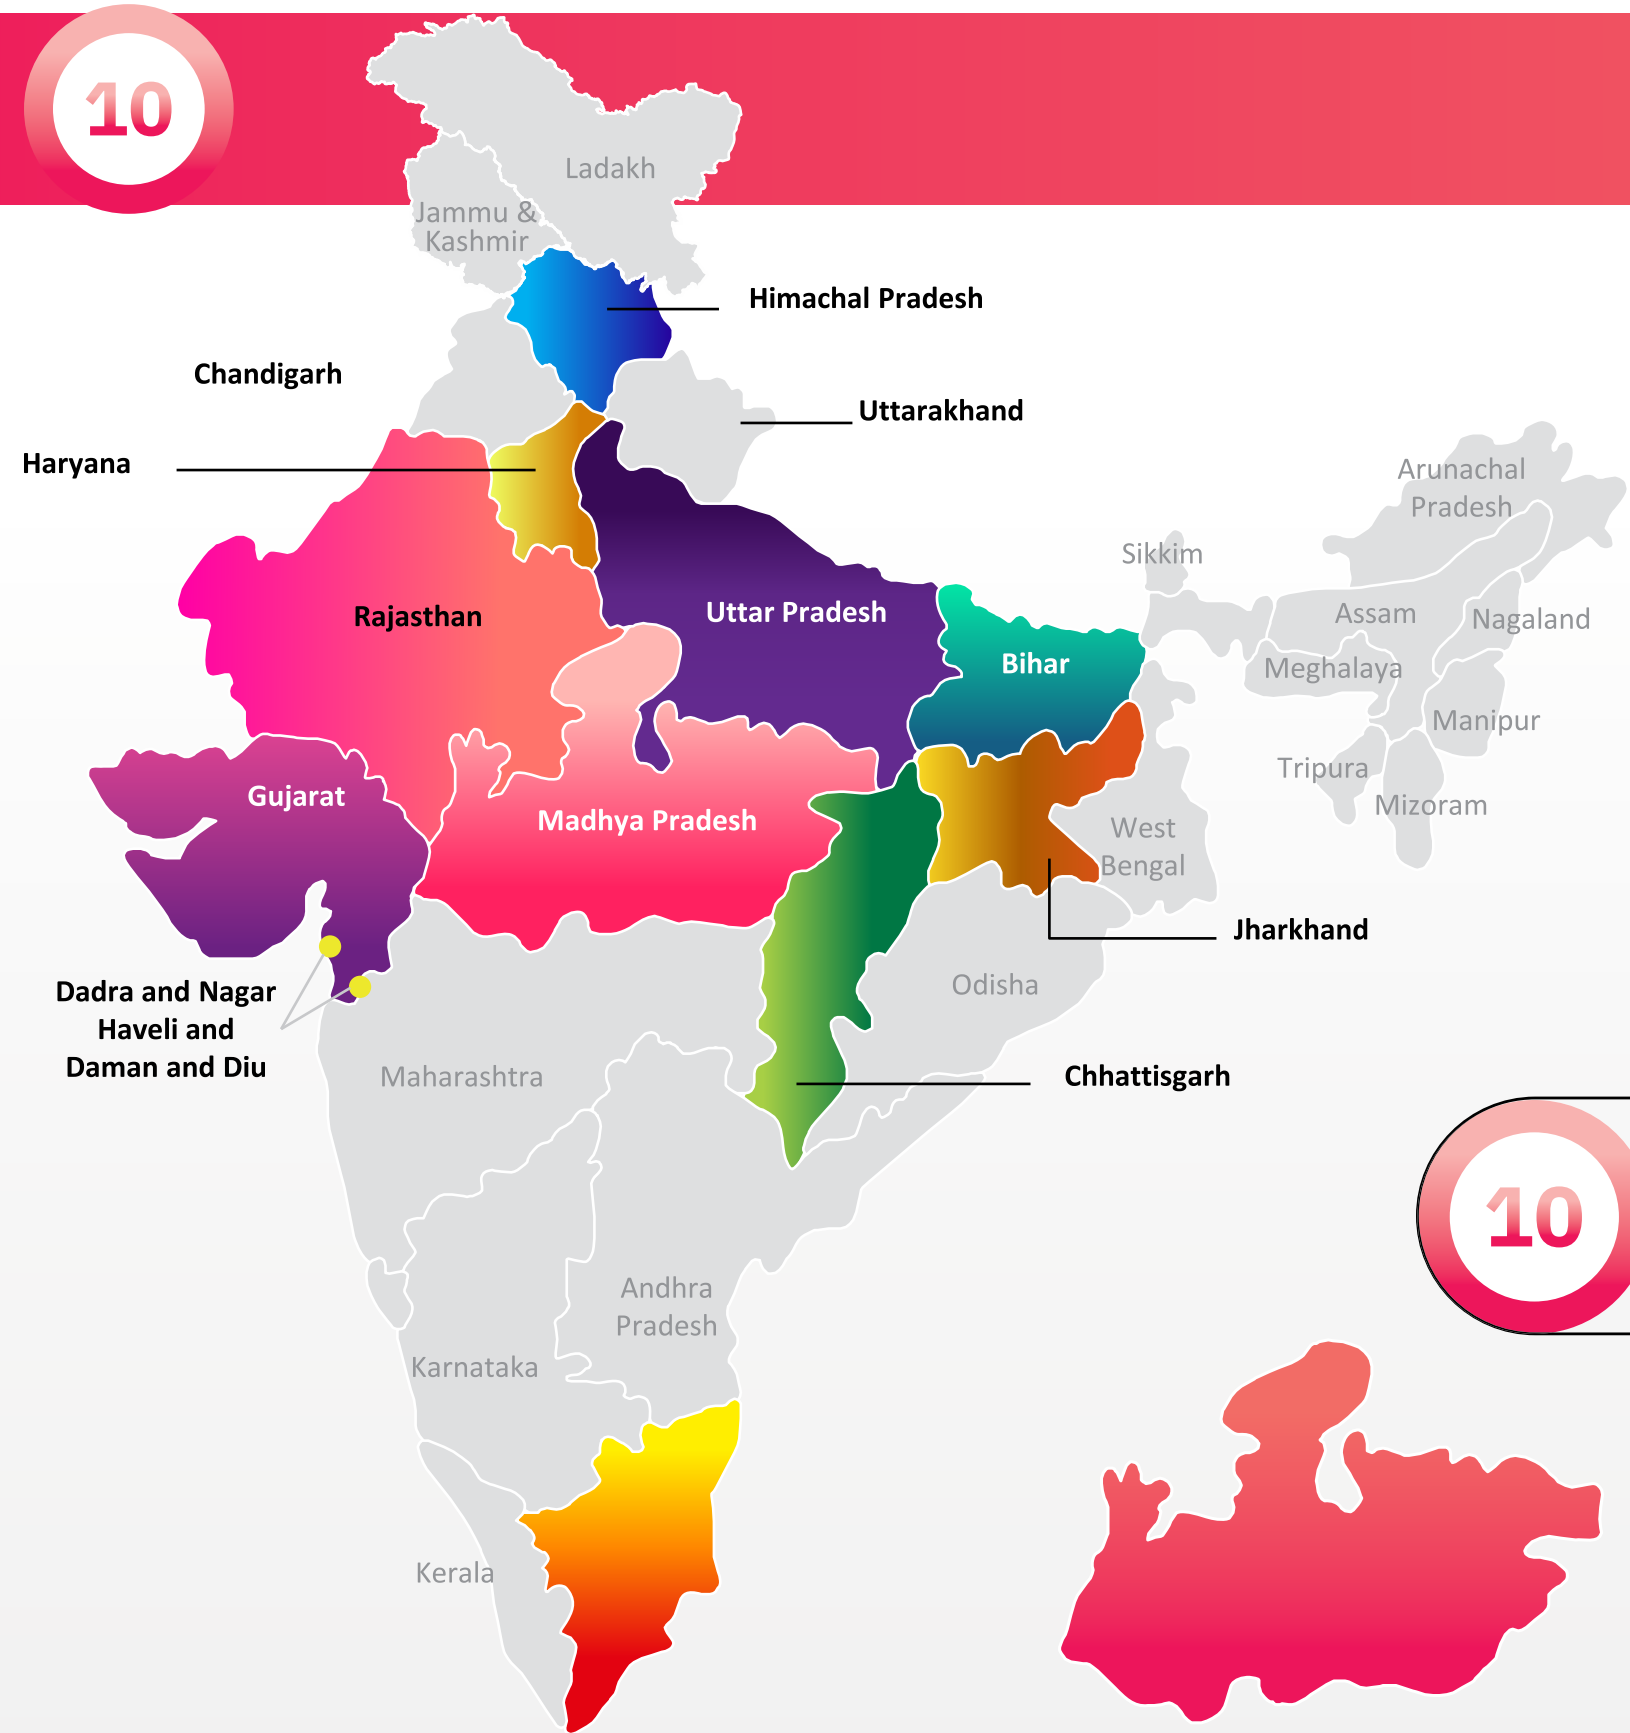 10
Ladakh
Jammu &
Kashmir
Himachal Pradesh
Chandigarh
Uttarakhand
Haryana
Arunachal
Pradesh
Sikkim
Rajasthan
Uttar Pradesh
Assam
Nagaland
Bihar
Meghalaya
Manipur
Gujarat
Tripura
Madhya Pradesh
Mizoram
West
Bengal
Jharkhand
Odisha
Dadra and Nagar
Haveli and
Daman and Diu
Maharashtra
Chhattisgarh
10
Andhra
Pradesh
Karnataka
Kerala